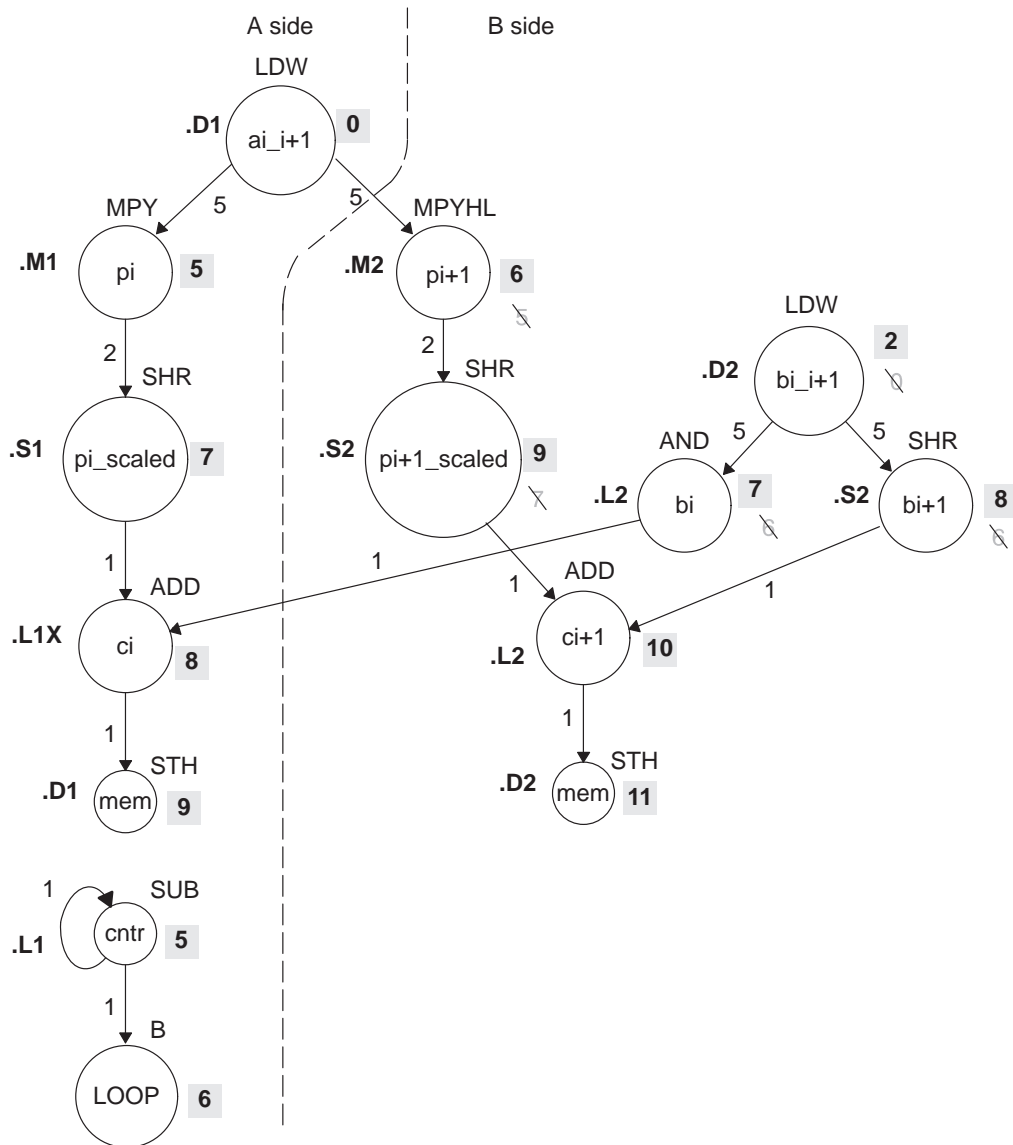 A side
B side
LDW
.D1
ai_i+1
0
5
5
MPY
MPYHL
.M1
pi
5
.M2
pi+1
6
5
LDW
2
.D2
bi_i+1
0
2
2
SHR
SHR
5
5
AND
SHR
.S1
pi_scaled
7
.S2
pi+1_scaled
9
7
.L2
bi
7
6
.S2
bi+1
8
6
1
1
1
1
ADD
ADD
.L1X
ci
8
.L2
ci+1
10
1
1
STH
STH
.D1
mem
9
.D2
mem
11
1
SUB
.L1
cntr
5
1
B
LOOP
6